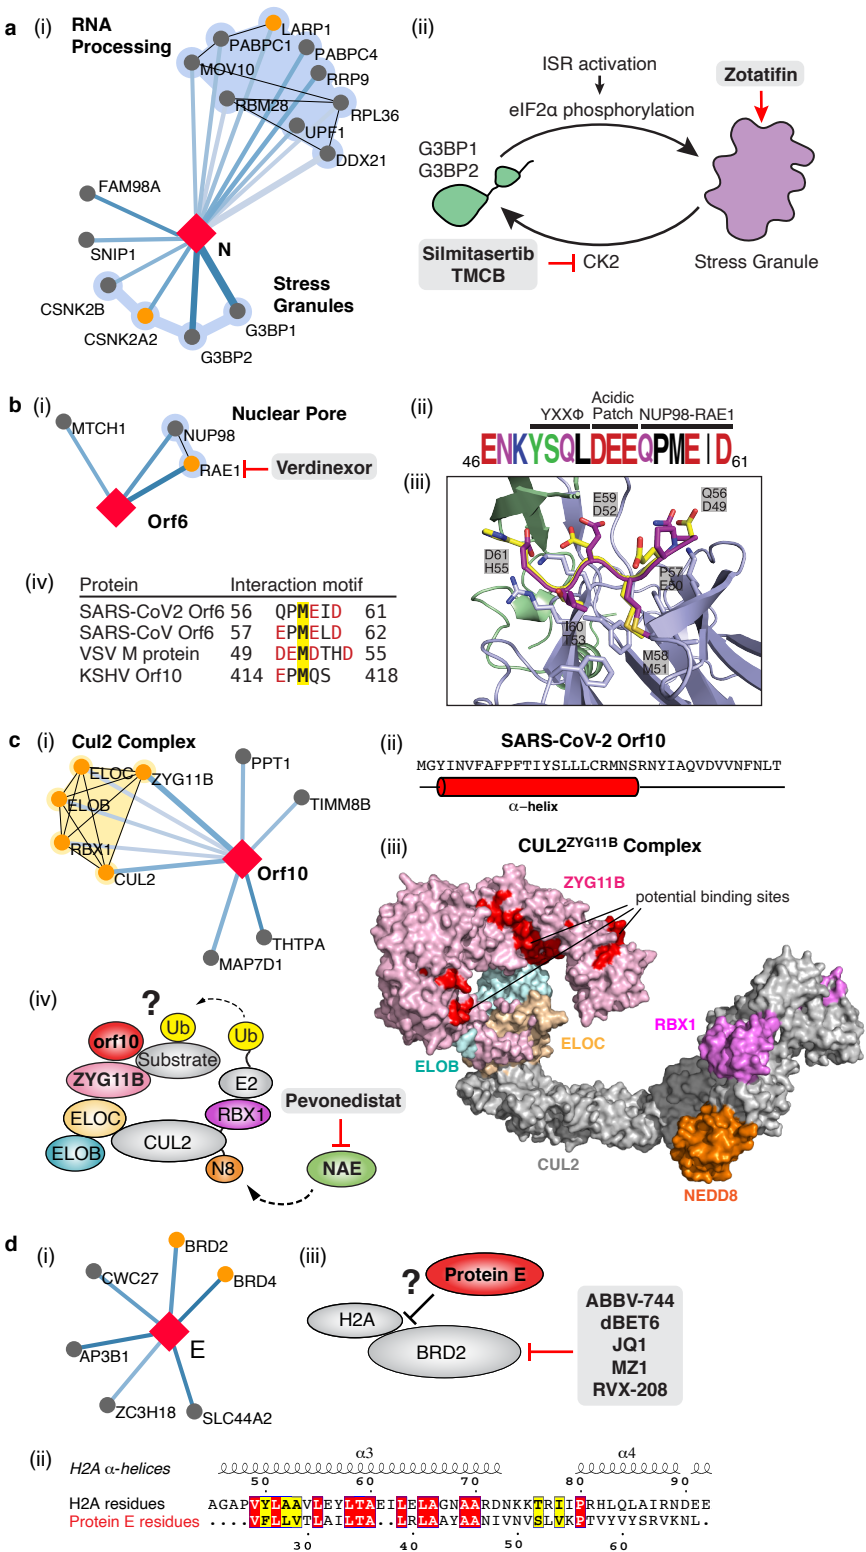 a (i) RNA Processing
LARP1
PABPC1
PABPC4
MOV10
RRP9
RBM28
RPL36
UPF1
DDX21
FAM98A
SNIP1
N
Stress Granules
CSNK2B
CSNK2A2
G3BP1
G3BP2
(ii)
ISR activation
eIF2α phosphorylation
Zotatifin
G3BP1
G3BP2
Silmitasertib
TMCB
CK2
Stress Granule
b (i) Nuclear Pore
MTCH1
NUP98
RAE1
Verdinexor
Orf6
(ii)
YXXΦ Acidic Patch NUP98-RAE1
46 ENKYSQLDEEQPMEID 61
(iii)
E59
D52
Q56
D49
D61
H55
P57
E50
I60
T53
M58
M51
(iv)
Protein Interaction motif
SARS-CoV2 Orf6 56 QPMEID 61
SARS-CoV Orf6 57 EPMELD 62
VSV M protein 49 DEMDTHD 55
KSHV Orf10 414 EPMQS 418
c (i) Cul2 Complex
ELOC
ZYG11B
ELOB
RBX1
CUL2
PPT1
TIMM8B
Orf10
THTPA
MAP7D1
(ii) SARS-CoV-2 Orf10
MGYINVFAFPFTIYSLLLCRMNSRNYIAQVDVVNFNLT
α-helix
(iii) CUL2ZYG11B Complex
ZYG11B
potential binding sites
RBX1
ELOC
ELOB
CUL2
NEDD8
(iv)
?
Ub
Ub
orf10
Substrate
ZYG11B
E2
ELOC
RBX1
CUL2
ELOB
N8
Pevonedistat
NAE
d (i)
BRD2
CWC27
BRD4
AP3B1
E
ZC3H18
SLC44A2
(iii)
?
Protein E
H2A
BRD2
ABBV-744
dBET6
JQ1
MZ1
RVX-208
(ii)
α3 α4
H2A α-helices
50 60 70 80 90
H2A residues AGAPVYLAAVLEYLTAEILELAGNAARDNKKTRIIPRHLQLAIRNDEE
Protein E residues ....VFLLVTLAILTA..LRLAAYAANIVNVSLVKPTVYVYSRVKNL.
30 40 50 60